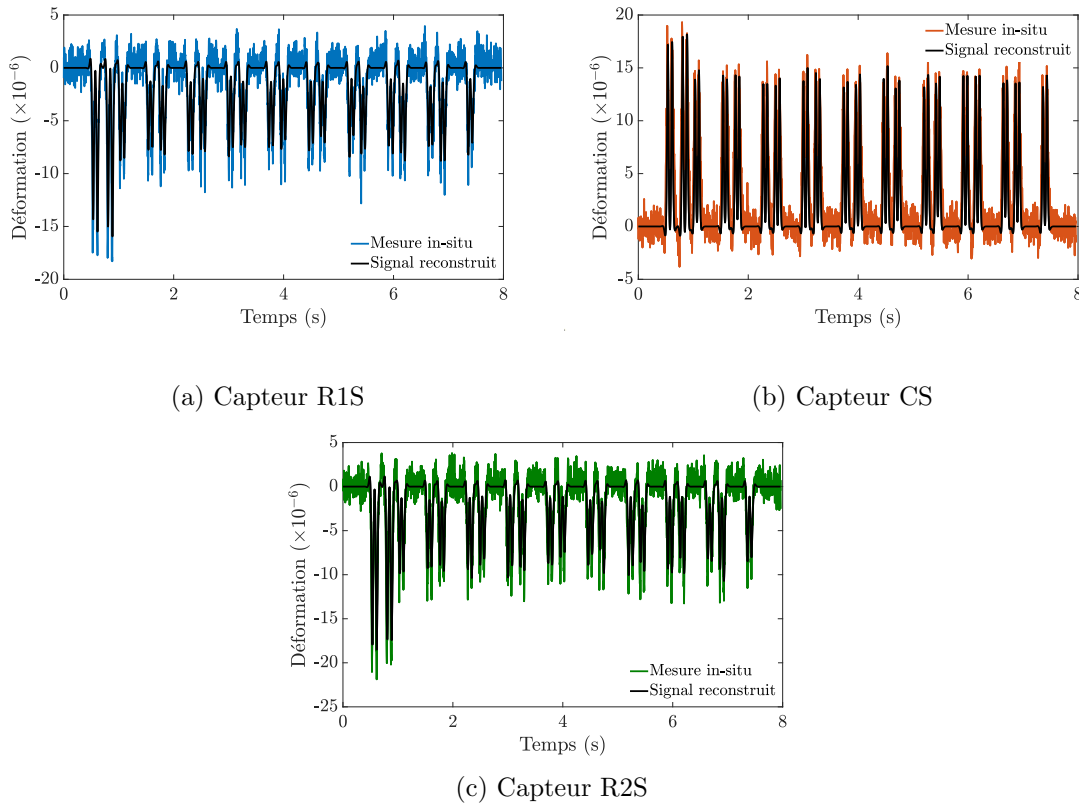 5
0
-5
-10
-15
-20
Déformation (×10⁻⁶)
Mesure in-situ
Signal reconstruit
0 2 4 6 8
Temps (s)
(a) Capteur R1S
20
15
10
5
0
-5
Déformation (×10⁻⁶)
Mesure in-situ
Signal reconstruit
0 2 4 6 8
Temps (s)
(b) Capteur CS
5
0
-5
-10
-15
-20
-25
Déformation (×10⁻⁶)
Mesure in-situ
Signal reconstruit
0 2 4 6 8
Temps (s)
(c) Capteur R2S